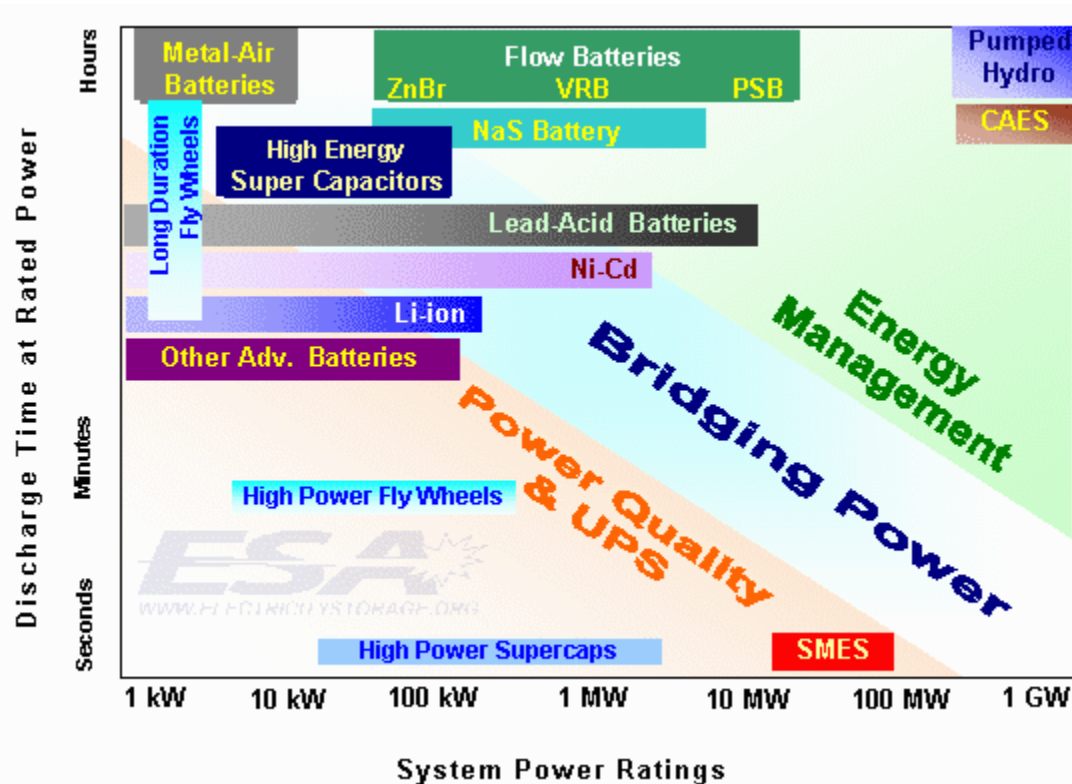 Hours
Minutes
Seconds
Discharge Time at Rated Power
Metal-Air
Batteries
Flow Batteries
ZnBr VRB PSB
Pumped
Hydro
CAES
NaS Battery
High Energy
Super Capacitors
Long Duration
Fly Wheels
Lead-Acid Batteries
Ni-Cd
Li-ion
Other Adv. Batteries
Energy
Management
Bridging Power
Power Quality
& UPS
High Power Fly Wheels
ESA
WWW.ELECTRICITYSTORAGE.ORG
High Power Supercaps
SMES
1 kW 10 kW 100 kW 1 MW 10 MW 100 MW 1 GW
System Power Ratings